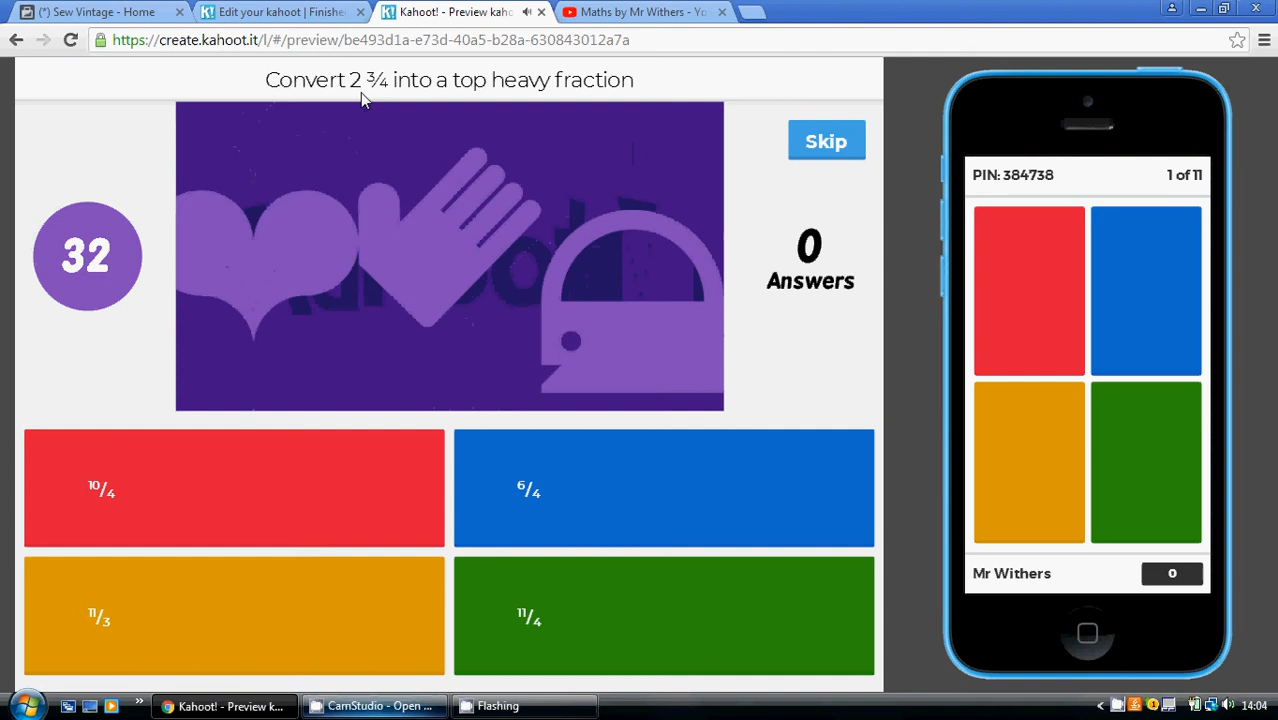 (*) Sew Vintage - Home
Edit your kahoot | Finishe
Kahoot! - Preview kaho
Maths by Mr Withers - Yo
https://create.kahoot.it/l/#/preview/be493d1a-e73d-40a5-b28a-630843012a7a
Convert 2 ¾ into a top heavy fraction
Skip
32
0
Answers
10/4
6/4
11/3
11/4
PIN: 384738
1 of 11
Mr Withers
0
Kahoot! - Preview k...
CamStudio - Open ...
Flashing
14:04